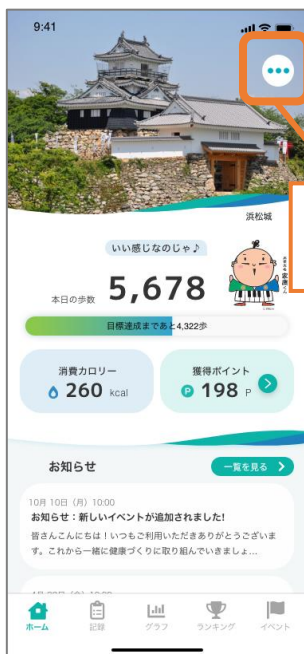 9:41
浜松城
いい感じなのじゃ♪
本日の歩数 5,678
目標達成まであと4,322歩
消費カロリー
260 kcal
獲得ポイント
P 198 P
お知らせ
一覧を見る
10月 10日（月）10:00
お知らせ：新しいイベントが追加されました!
皆さんこんにちは！いつもご利用いただきありがとうございま
す。これから一緒に健康づくりに取り組んでいきましょ...
ホーム
記録
グラフ
ランキング
イベント